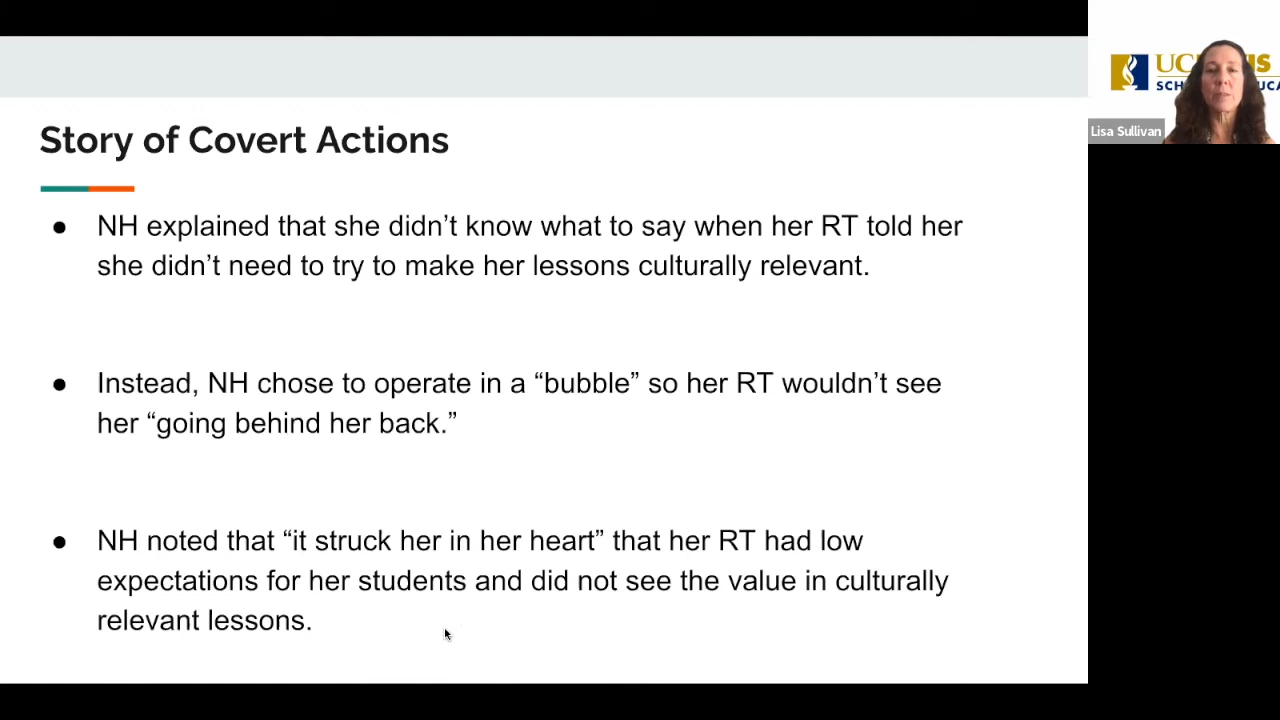 Story of Covert Actions
● NH explained that she didn’t know what to say when her RT told her
she didn’t need to try to make her lessons culturally relevant.
● Instead, NH chose to operate in a “bubble” so her RT wouldn’t see
her “going behind her back.”
● NH noted that “it struck her in her heart” that her RT had low
expectations for her students and did not see the value in culturally
relevant lessons.
Lisa Sullivan